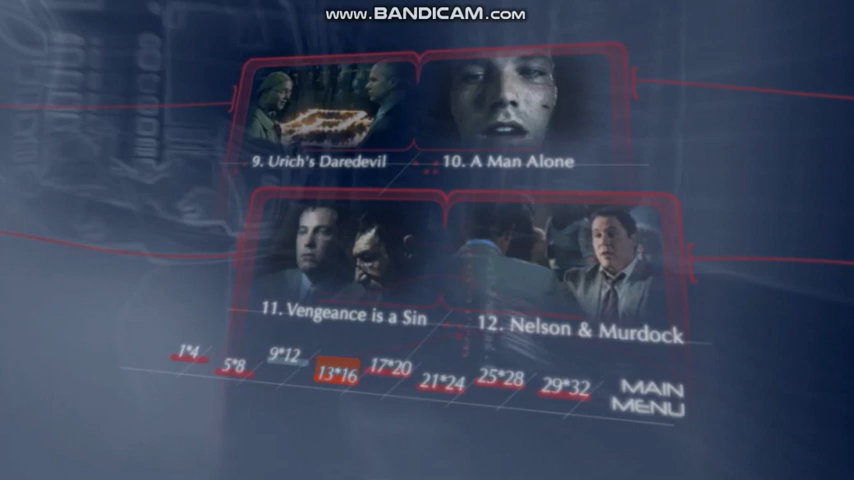 www.BANDICAM.com
9. Urich's Daredevil
10. A Man Alone
11. Vengeance is a Sin
12. Nelson & Murdock
1*4
5*8
9*12
13*16
17*20
21*24
25*28
29*32
MAIN
MENU